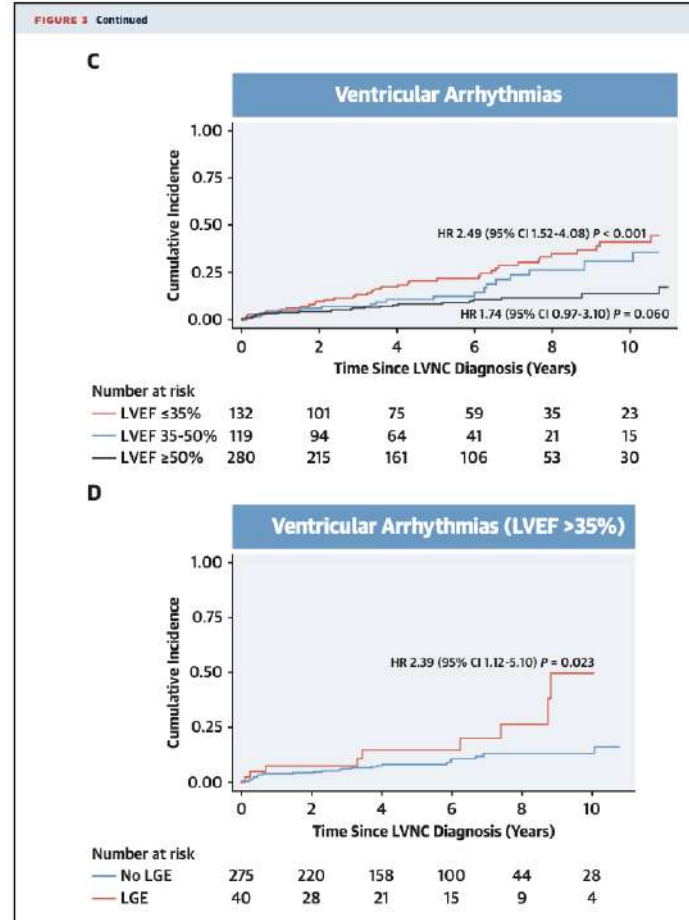 FIGURE 3 Continued
C
Ventricular Arrhythmias
1.00
0.75
0.50
0.25
0.00
Cumulative Incidence
HR 2.49 (95% CI 1.52-4.08) P < 0.001
HR 1.74 (95% CI 0.97-3.10) P = 0.060
0 2 4 6 8 10
Time Since LVNC Diagnosis (Years)
Number at risk
LVEF ≤35% 132 101 75 59 35 23
LVEF 35-50% 119 94 64 41 21 15
LVEF ≥50% 280 215 161 106 53 30
D
Ventricular Arrhythmias (LVEF >35%)
1.00
0.75
0.50
0.25
0.00
Cumulative Incidence
HR 2.39 (95% CI 1.12-5.10) P = 0.023
0 2 4 6 8 10
Time Since LVNC Diagnosis (Years)
Number at risk
No LGE 275 220 158 100 44 28
LGE 40 28 21 15 9 4